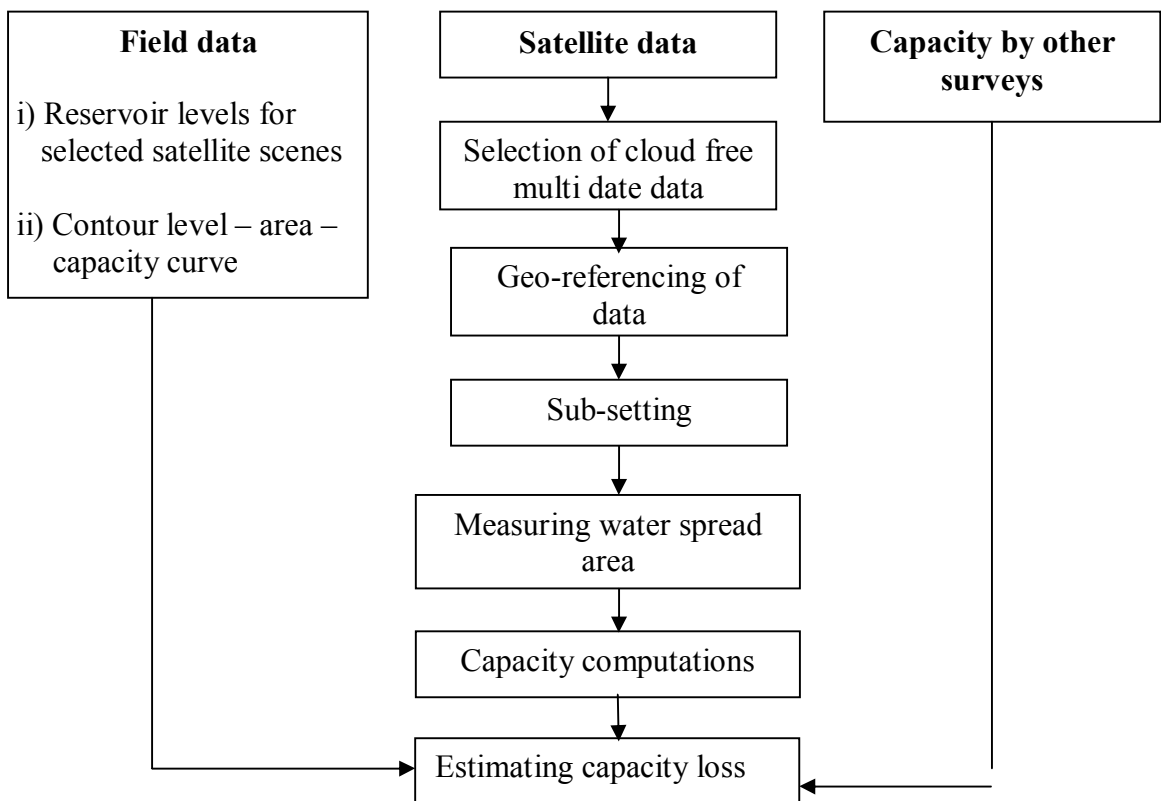 Field data
i) Reservoir levels for
selected satellite scenes
ii) Contour level – area –
capacity curve
Satellite data
Selection of cloud free
multi date data
Geo-referencing of
data
Sub-setting
Measuring water spread
area
Capacity computations
Estimating capacity loss
Capacity by other
surveys